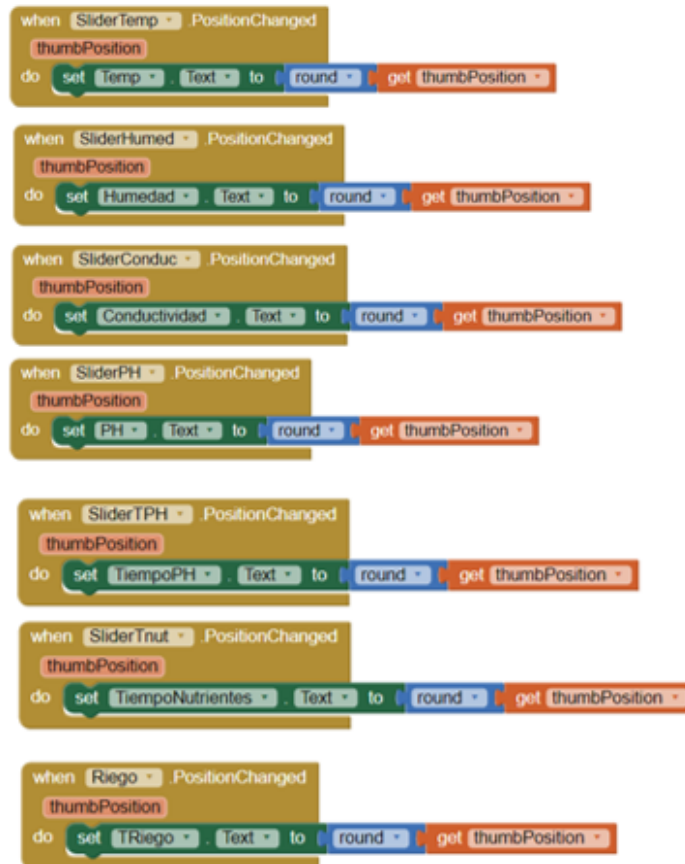 when SliderTemp .PositionChanged
thumbPosition
do set Temp . Text to round get thumbPosition
when SliderHumed .PositionChanged
thumbPosition
do set Humedad . Text to round get thumbPosition
when SliderConduc .PositionChanged
thumbPosition
do set Conductividad . Text to round get thumbPosition
when SliderPH .PositionChanged
thumbPosition
do set PH . Text to round get thumbPosition
when SliderTPH .PositionChanged
thumbPosition
do set TiempoPH . Text to round get thumbPosition
when SliderTnut .PositionChanged
thumbPosition
do set TiempoNutrientes . Text to round get thumbPosition
when Riego .PositionChanged
thumbPosition
do set TRiego . Text to round get thumbPosition